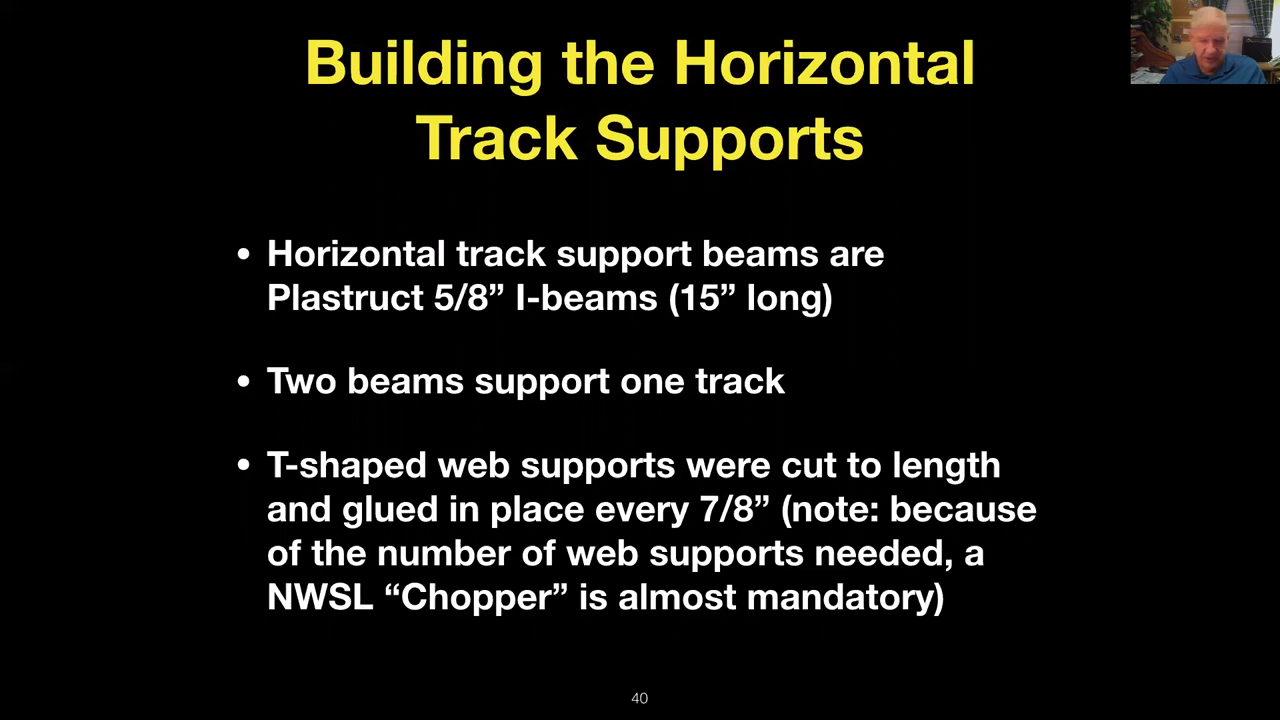 Building the Horizontal
Track Supports
• Horizontal track support beams are
Plastruct 5/8” I-beams (15” long)
• Two beams support one track
• T-shaped web supports were cut to length
and glued in place every 7/8” (note: because
of the number of web supports needed, a
NWSL “Chopper” is almost mandatory)
40